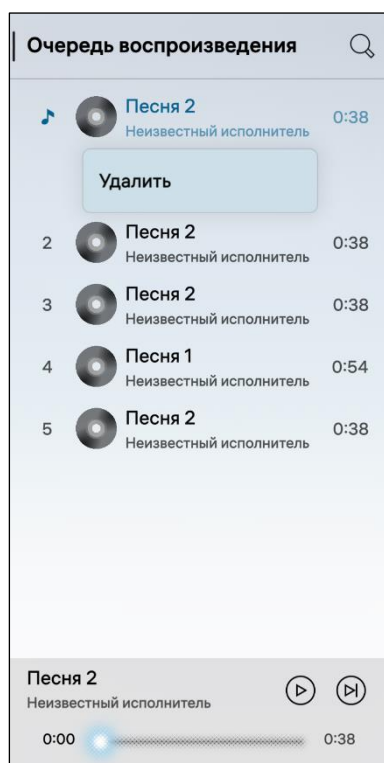 Очередь воспроизведения
Песня 2
Неизвестный исполнитель
0:38
Удалить
2
Песня 2
Неизвестный исполнитель
0:38
3
Песня 2
Неизвестный исполнитель
0:38
4
Песня 1
Неизвестный исполнитель
0:54
5
Песня 2
Неизвестный исполнитель
0:38
Песня 2
Неизвестный исполнитель
0:00
0:38